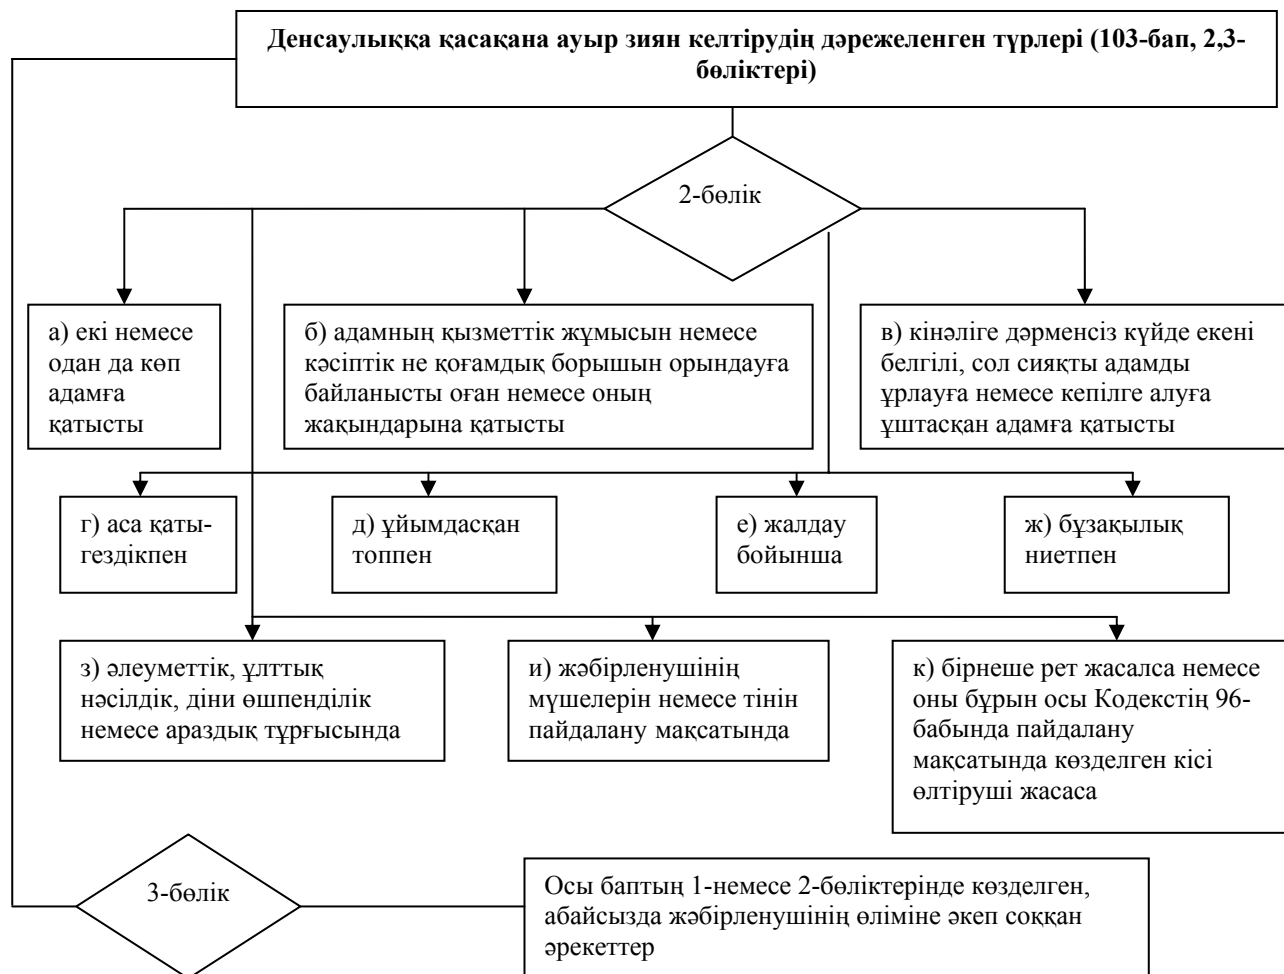 Денсаулыққа қасақана ауыр зиян келтірудің дәрежеленген түрлері (103-бап, 2,3-
бөліктері)
2-бөлік
а) екі немесе
одан да көп
адамға
қатысты
б) адамның қызметтік жұмысын немесе
кәсіптік не қоғамдық борышын орындауға
байланысты оған немесе оның
жақындарына қатысты
в) кінәліге дәрменсіз күйде екені
белгілі, сол сияқты адамды
ұрлауға немесе кепілге алуға
ұштасқан адамға қатысты
г) аса қаты-
гездікпен
д) ұйымдасқан
топпен
е) жалдау
бойынша
ж) бұзақылық
ниетпен
з) әлеуметтік, ұлттық
нәсілдік, діни өшпенділік
немесе араздық тұрғысында
и) жәбірленушінің
мүшелерін немесе тінін
пайдалану мақсатында
к) бірнеше рет жасалса немесе
оны бұрын осы Кодекстің 96-
бабында пайдалану
мақсатында көзделген кісі
өлтіруші жасаса
3-бөлік
Осы баптың 1-немесе 2-бөліктерінде көзделген,
абайсызда жәбірленушінің өліміне әкеп соққан
әрекеттер